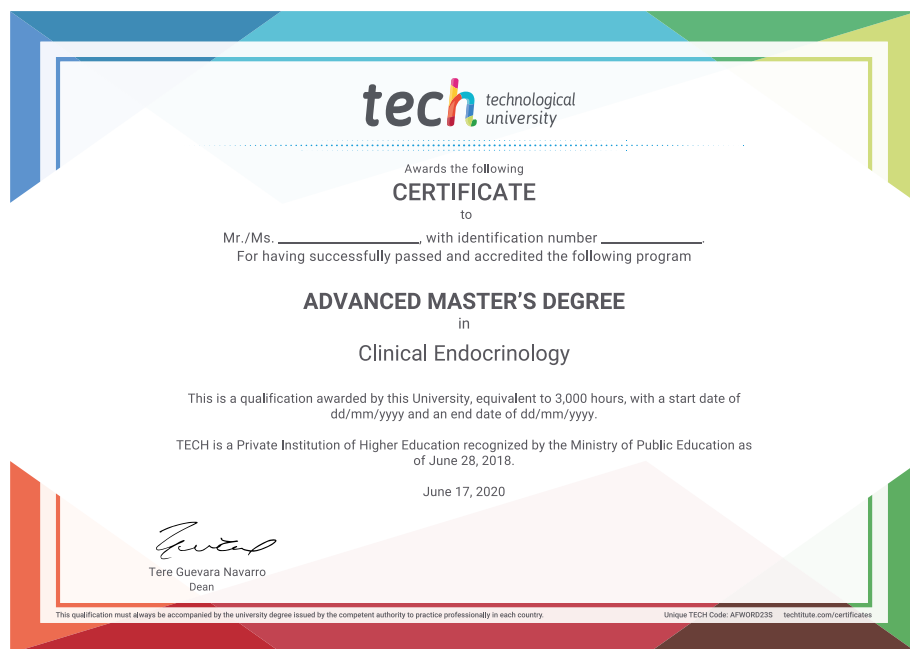 tech technological
university
Awards the following
CERTIFICATE
to
Mr./Ms. ________________, with identification number ____________.
For having successfully passed and accredited the following program
ADVANCED MASTER’S DEGREE
in
Clinical Endocrinology
This is a qualification awarded by this University, equivalent to 3,000 hours, with a start date of
dd/mm/yyyy and an end date of dd/mm/yyyy.
TECH is a Private Institution of Higher Education recognized by the Ministry of Public Education as
of June 28, 2018.
June 17, 2020
Tere Guevara Navarro
Dean
This qualification must always be accompanied by the university degree issued by the competent authority to practice professionally in each country. Unique TECH Code: AFWORD23S techtitute.com/certificates